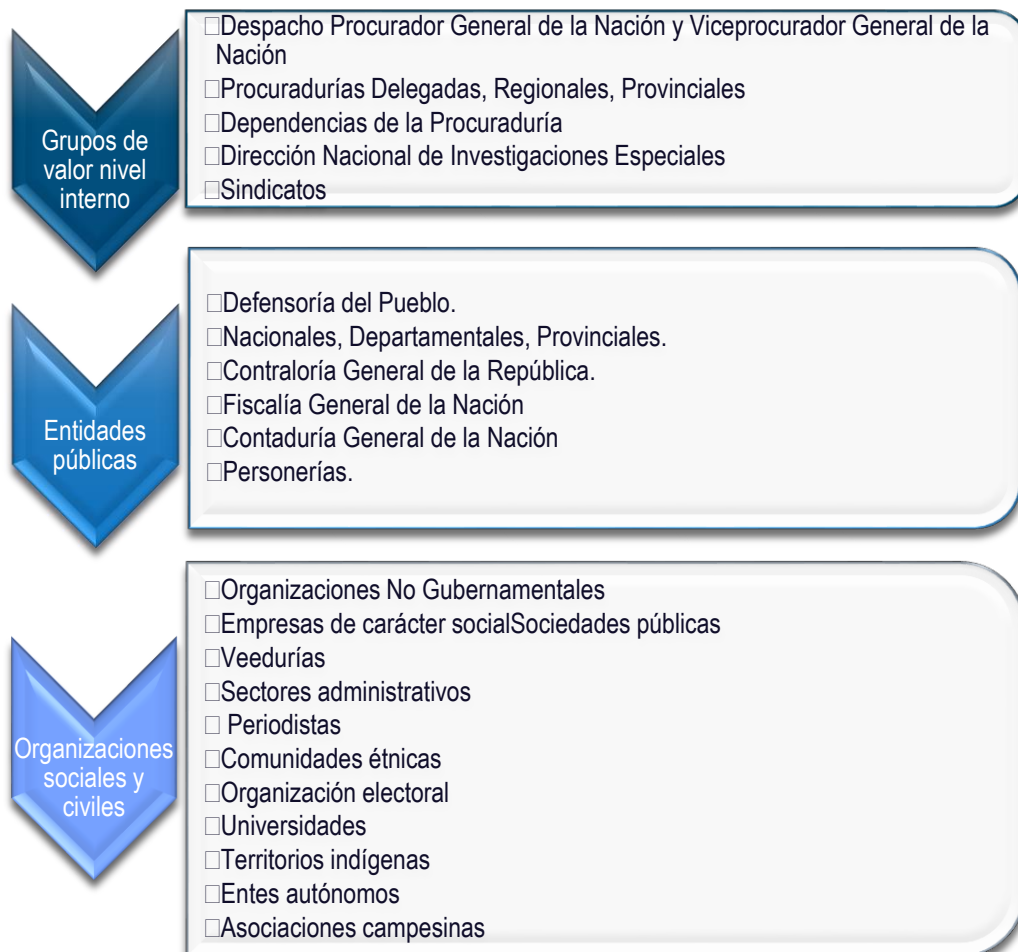 Grupos de
valor nivel
interno
□Despacho Procurador General de la Nación y Viceprocurador General de la
Nación
□Procuradurías Delegadas, Regionales, Provinciales
□Dependencias de la Procuraduría
□Dirección Nacional de Investigaciones Especiales
□Sindicatos
Entidades
públicas
□Defensoría del Pueblo.
□Nacionales, Departamentales, Provinciales.
□Contraloría General de la República.
□Fiscalía General de la Nación
□Contaduría General de la Nación
□Personerías.
Organizaciones
sociales y
civiles
□Organizaciones No Gubernamentales
□Empresas de carácter socialSociedades públicas
□Veedurías
□Sectores administrativos
□ Periodistas
□Comunidades étnicas
□Organización electoral
□Universidades
□Territorios indígenas
□Entes autónomos
□Asociaciones campesinas